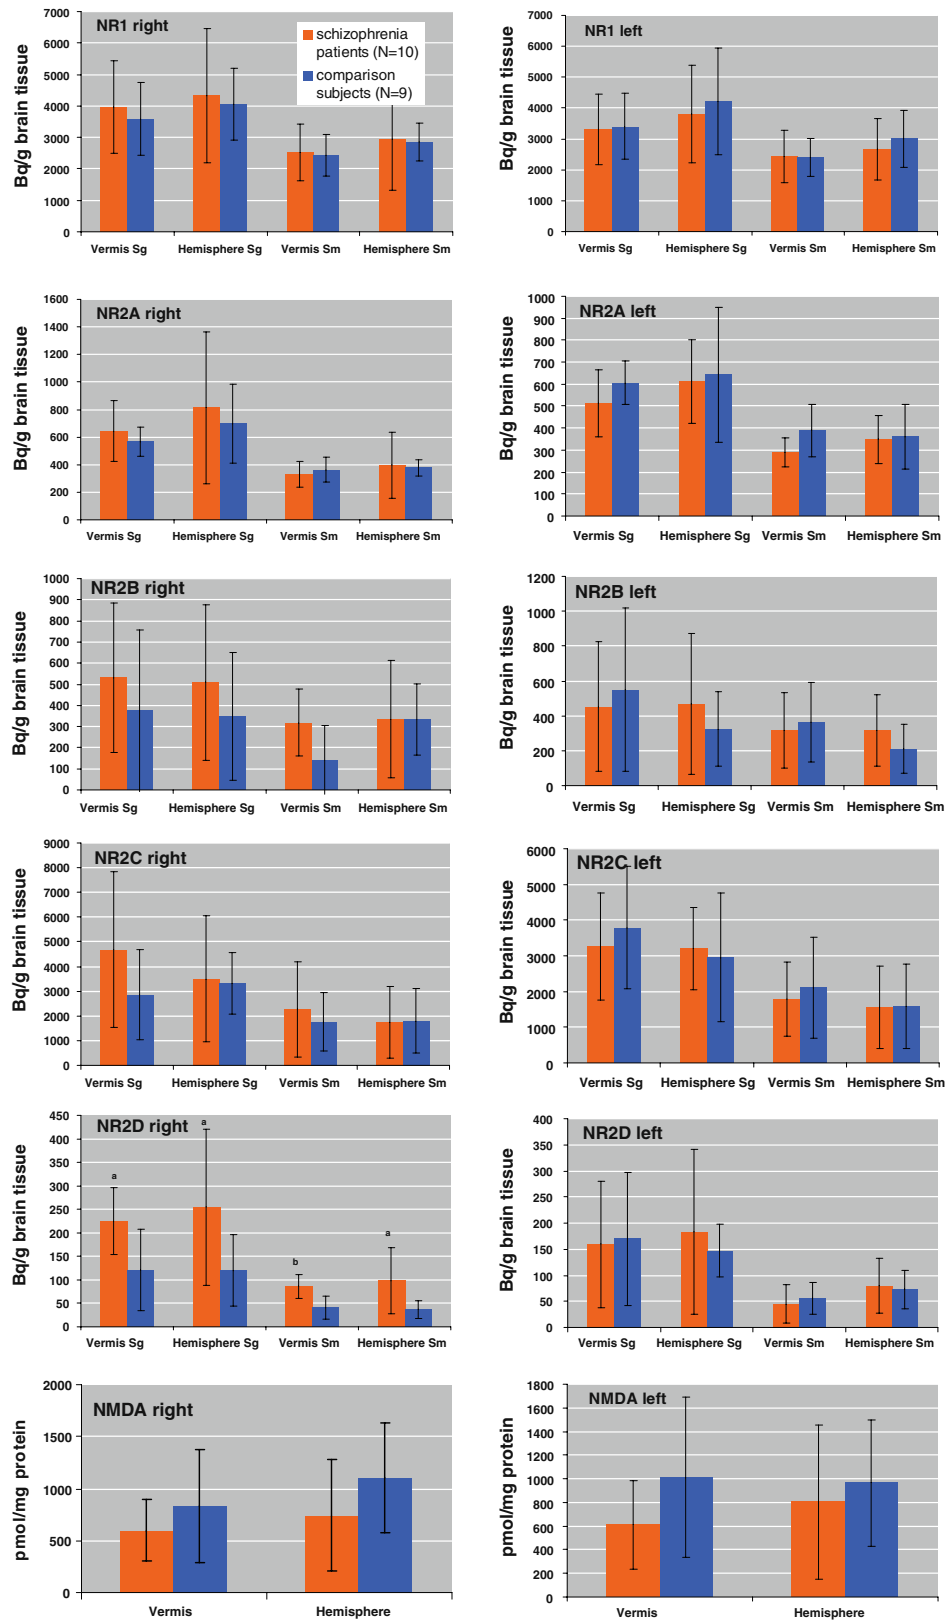 NR1 right
schizophrenia
patients (N=10)
comparison
subjects (N=9)
Bq/g brain tissue
7000
6000
5000
4000
3000
2000
1000
0
Vermis Sg
Hemisphere Sg
Vermis Sm
Hemisphere Sm
NR1 left
Bq/g brain tissue
7000
6000
5000
4000
3000
2000
1000
0
Vermis Sg
Hemisphere Sg
Vermis Sm
Hemisphere Sm
NR2A right
Bq/g brain tissue
1600
1400
1200
1000
800
600
400
200
0
Vermis Sg
Hemisphere Sg
Vermis Sm
Hemisphere Sm
NR2A left
Bq/g brain tissue
1000
900
800
700
600
500
400
300
200
100
0
Vermis Sg
Hemisphere Sg
Vermis Sm
Hemisphere Sm
NR2B right
Bq/g brain tissue
1000
900
800
700
600
500
400
300
200
100
0
Vermis Sg
Hemisphere Sg
Vermis Sm
Hemisphere Sm
NR2B left
Bq/g brain tissue
1200
1000
800
600
400
200
0
Vermis Sg
Hemisphere Sg
Vermis Sm
Hemisphere Sm
NR2C right
Bq/g brain tissue
9000
8000
7000
6000
5000
4000
3000
2000
1000
0
Vermis Sg
Hemisphere Sg
Vermis Sm
Hemisphere Sm
NR2C left
Bq/g brain tissue
6000
5000
4000
3000
2000
1000
0
Vermis Sg
Hemisphere Sg
Vermis Sm
Hemisphere Sm
NR2D right
Bq/g brain tissue
450
400
350
300
250
200
150
100
50
0
a
a
b
a
Vermis Sg
Hemisphere Sg
Vermis Sm
Hemisphere Sm
NR2D left
Bq/g brain tissue
400
350
300
250
200
150
100
50
0
Vermis Sg
Hemisphere Sg
Vermis Sm
Hemisphere Sm
NMDA right
pmol/mg protein
2000
1500
1000
500
0
Vermis
Hemisphere
NMDA left
pmol/mg protein
1800
1600
1400
1200
1000
800
600
400
200
0
Vermis
Hemisphere